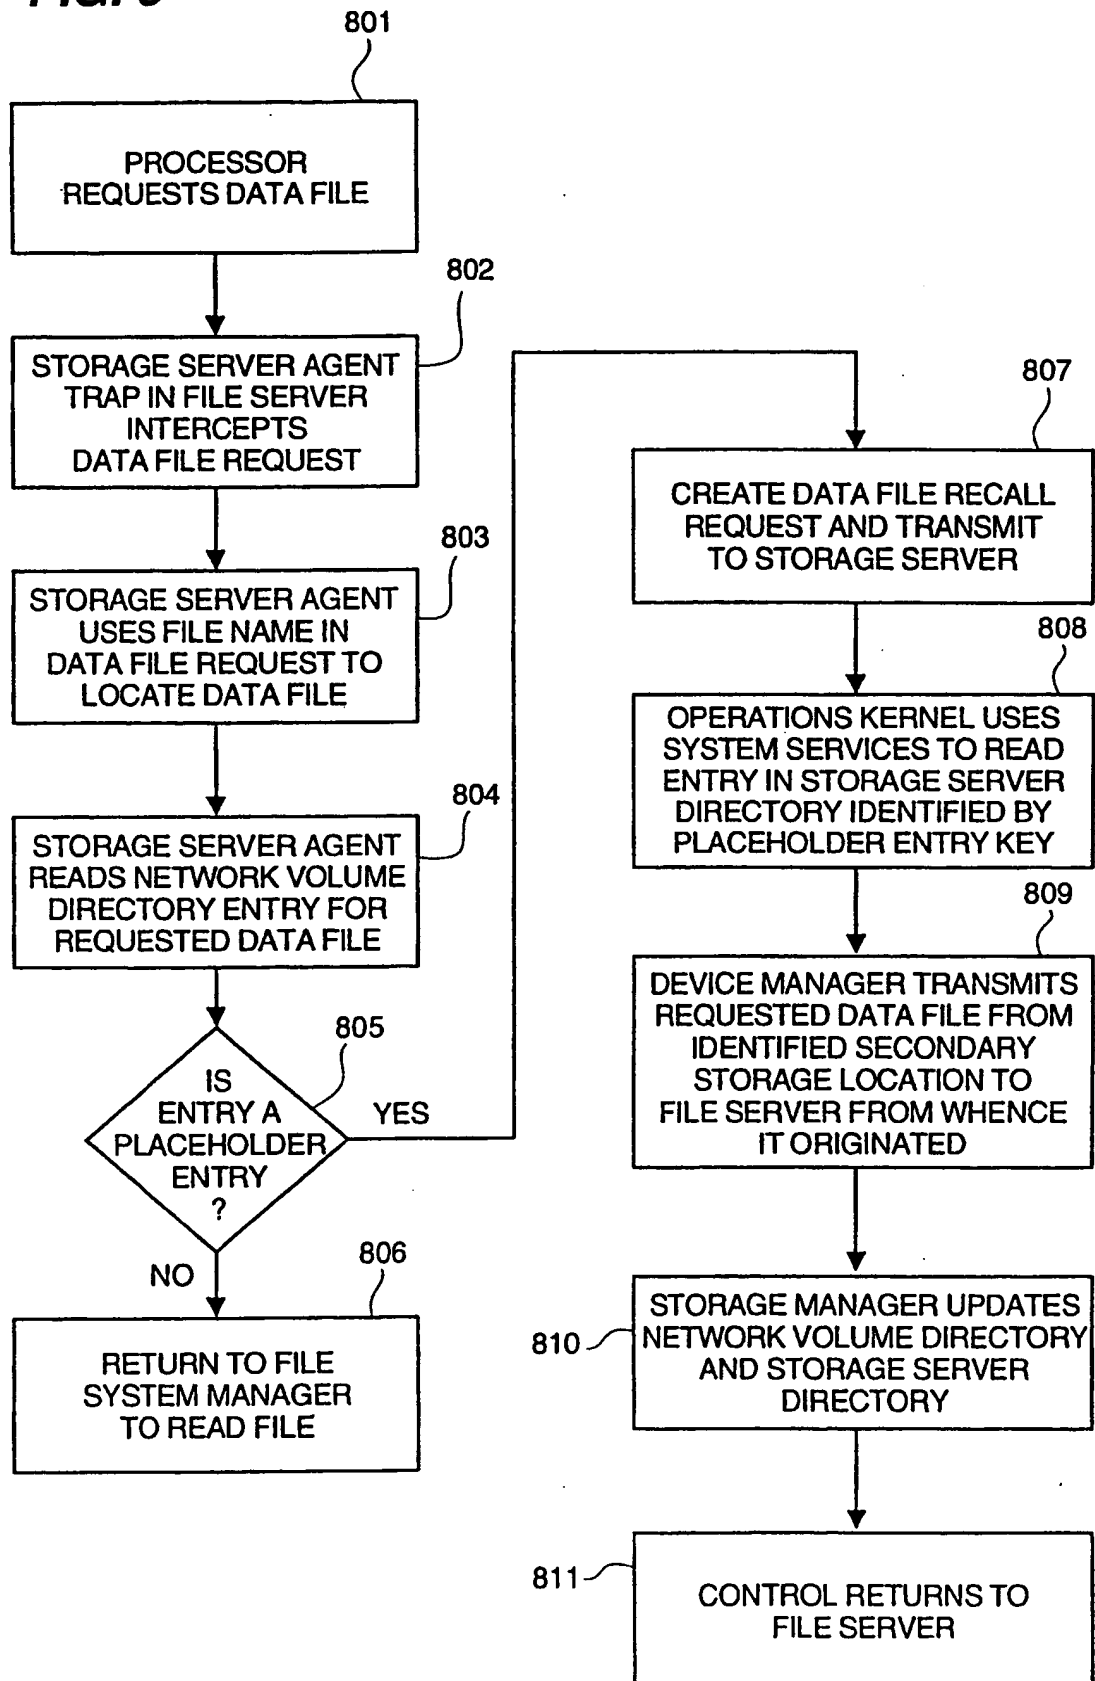 801
PROCESSOR
REQUESTS DATA FILE
802
STORAGE SERVER AGENT
TRAP IN FILE SERVER
INTERCEPTS
DATA FILE REQUEST
803
STORAGE SERVER AGENT
USES FILE NAME IN
DATA FILE REQUEST TO
LOCATE DATA FILE
804
STORAGE SERVER AGENT
READS NETWORK VOLUME
DIRECTORY ENTRY FOR
REQUESTED DATA FILE
805
IS
ENTRY A
PLACEHOLDER
ENTRY
?
YES
NO
806
RETURN TO FILE
SYSTEM MANAGER
TO READ FILE
807
CREATE DATA FILE RECALL
REQUEST AND TRANSMIT
TO STORAGE SERVER
808
OPERATIONS KERNEL USES
SYSTEM SERVICES TO READ
ENTRY IN STORAGE SERVER
DIRECTORY IDENTIFIED BY
PLACEHOLDER ENTRY KEY
809
DEVICE MANAGER TRANSMITS
REQUESTED DATA FILE FROM
IDENTIFIED SECONDARY
STORAGE LOCATION TO
FILE SERVER FROM WHENCE
IT ORIGINATED
810
STORAGE MANAGER UPDATES
NETWORK VOLUME DIRECTORY
AND STORAGE SERVER
DIRECTORY
811
CONTROL RETURNS TO
FILE SERVER